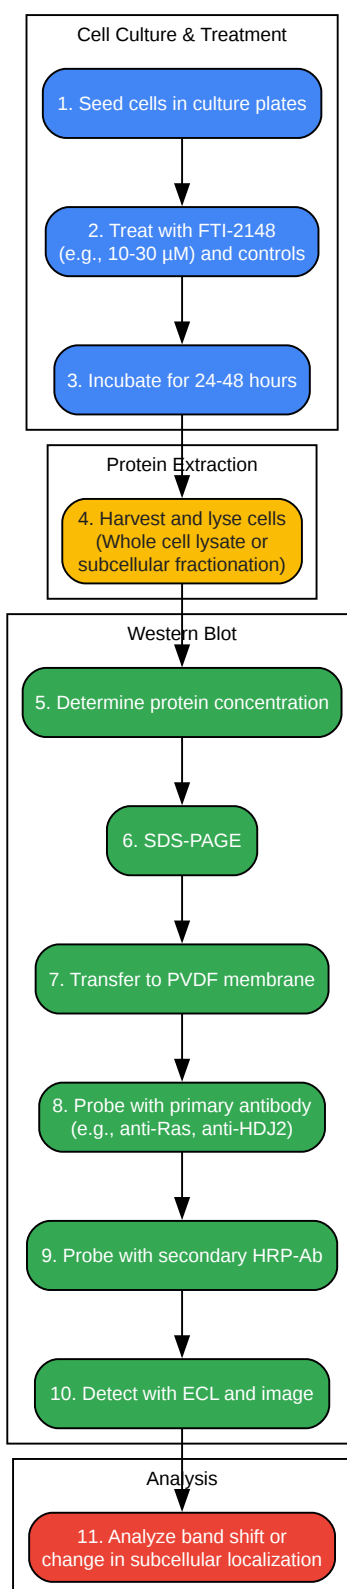 Cell Culture & Treatment
1. Seed cells in culture plates
2. Treat with FTI-2148
(e.g., 10-30 µM) and controls
3. Incubate for 24-48 hours
Protein Extraction
4. Harvest and lyse cells
(Whole cell lysate or
subcellular fractionation)
Western Blot
5. Determine protein concentration
6. SDS-PAGE
7. Transfer to PVDF membrane
8. Probe with primary antibody
(e.g., anti-Ras, anti-HDJ2)
9. Probe with secondary HRP-Ab
10. Detect with ECL and image
Analysis
11. Analyze band shift or
change in subcellular localization